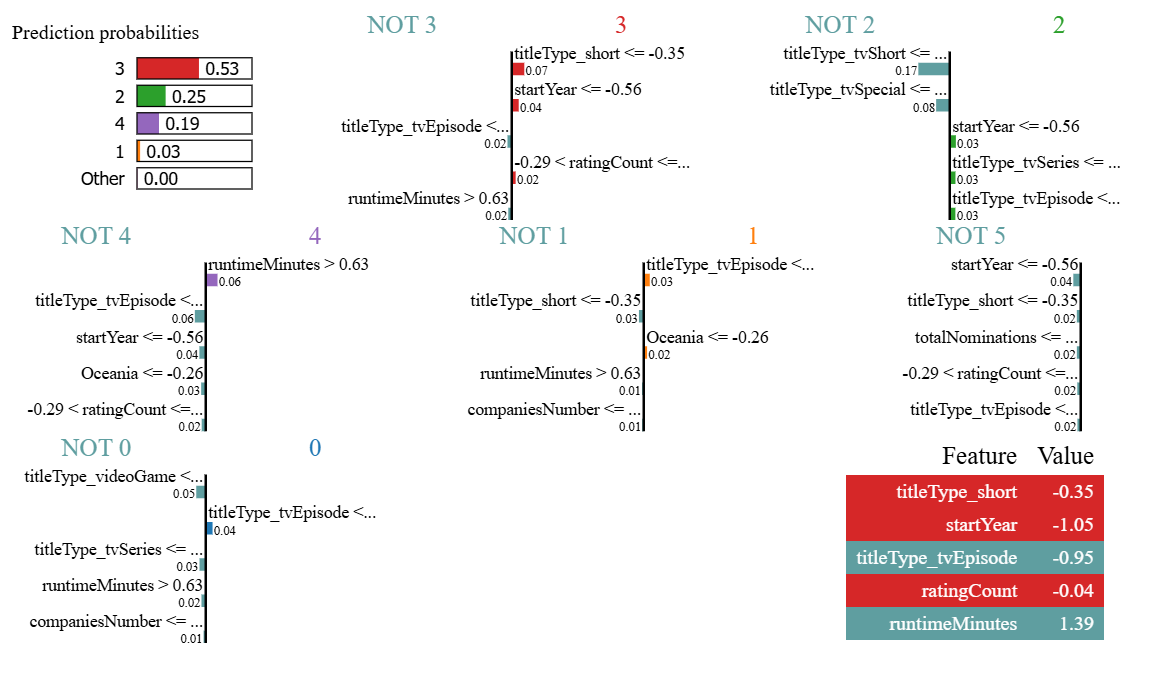 Prediction probabilities
3 0.53
2 0.25
4 0.19
1 0.03
Other 0.00
NOT 3 3
titleType_short <= -0.35
0.07
startYear <= -0.56
0.04
titleType_tvEpisode <...
0.02
-0.29 < ratingCount <=...
0.02
runtimeMinutes > 0.63
0.02
NOT 2 2
titleType_tvShort <= ...
0.17
titleType_tvSpecial <= ...
0.08
startYear <= -0.56
0.03
titleType_tvSeries <= ...
0.03
titleType_tvEpisode <...
0.03
NOT 4 4
runtimeMinutes > 0.63
0.06
titleType_tvEpisode <...
0.06
startYear <= -0.56
0.04
Oceania <= -0.26
0.03
-0.29 < ratingCount <=...
0.02
NOT 1 1
titleType_tvEpisode <...
0.03
titleType_short <= -0.35
0.03
Oceania <= -0.26
0.02
runtimeMinutes > 0.63
0.01
companiesNumber <= ...
0.01
NOT 5
startYear <= -0.56
0.04
titleType_short <= -0.35
0.02
totalNominations <= ...
0.02
-0.29 < ratingCount <=...
0.02
titleType_tvEpisode <...
0.02
NOT 0 0
titleType_videoGame <...
0.05
titleType_tvEpisode <...
0.04
titleType_tvSeries <= ...
0.03
runtimeMinutes > 0.63
0.02
companiesNumber <= ...
0.01
Feature Value
titleType_short -0.35
startYear -1.05
titleType_tvEpisode -0.95
ratingCount -0.04
runtimeMinutes 1.39